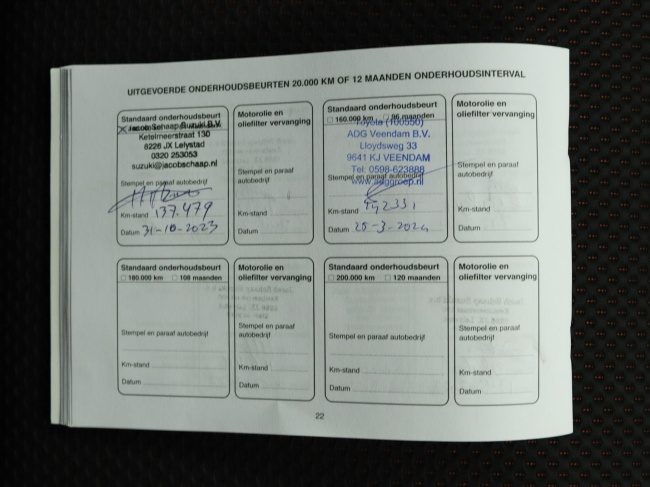 UITGEVOERDE ONDERHOUDSBEURTEN 20.000 KM OF 12 MAANDEN ONDERHOUDSINTERVAL
Standaard onderhoudsbeurt
Jacob Schaap Suzuki B.V.
Ketelmeerstraat 130
8226 JX Lelystad
0320 253053
suzuki@jacobschaap.nl
Stempel en paraaf autobedrijf
Km-stand 137.479
Datum 31-10-2023
Motorolie en
oliefilter vervanging
Stempel en paraaf
autobedrijf
Km-stand
Datum
Standaard onderhoudsbeurt
160.000 km 96 maanden
Toyota (100550)
ADG Veendam B.V.
Lloydsweg 33
9641 KJ VEENDAM
Tel: 0598-623888
www.adggroep.nl
Stempel en paraaf autobedrijf
Km-stand
Datum 25-3-2024
Motorolie en
oliefilter vervanging
Stempel en paraaf
autobedrijf
Km-stand
Datum
Standaard onderhoudsbeurt
180.000 km 108 maanden
Stempel en paraaf autobedrijf
Km-stand
Datum
Motorolie en
oliefilter vervanging
Stempel en paraaf
autobedrijf
Km-stand
Datum
Standaard onderhoudsbeurt
200.000 km 120 maanden
Stempel en paraaf autobedrijf
Km-stand
Datum
Motorolie en
oliefilter vervanging
Stempel en paraaf
autobedrijf
Km-stand
Datum
22